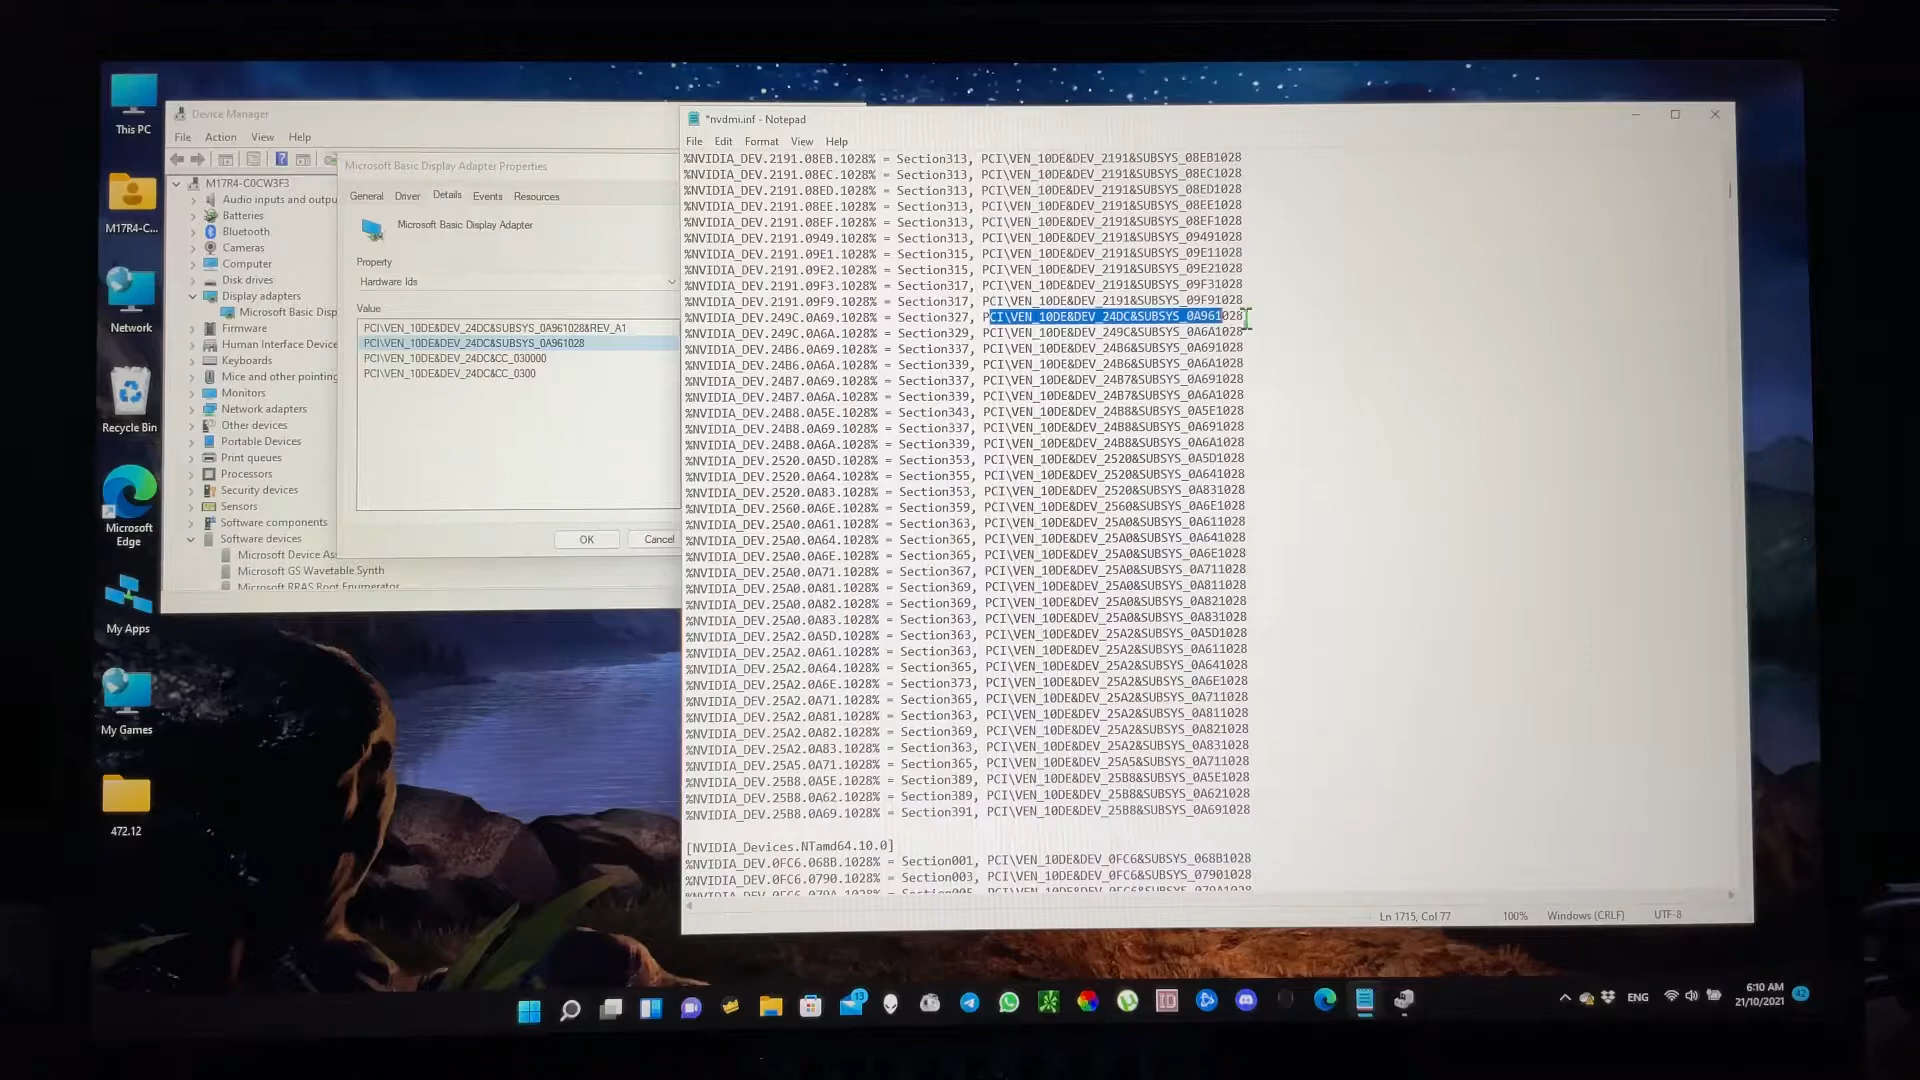 This PC
M17R4-C...
Network
Recycle Bin
Microsoft
Edge
My Apps
My Games
472.12
Device Manager
File Action View Help
M17R4-C0CW3F3
Audio inputs and outpu
Batteries
Bluetooth
Cameras
Computer
Disk drives
Display adapters
Microsoft Basic Disp
Firmware
Human Interface Device
Keyboards
Mice and other pointing
Monitors
Network adapters
Other devices
Portable Devices
Print queues
Processors
Security devices
Sensors
Software components
Software devices
Microsoft Device As
Microsoft GS Wavetable Synth
Microsoft RRAS Root Enumerator
Microsoft Basic Display Adapter Properties
General Driver Details Events Resources
Microsoft Basic Display Adapter
Property
Hardware Ids
Value
PCI\VEN_10DE&DEV_24DC&SUBSYS_0A961028&REV_A1
PCI\VEN_10DE&DEV_24DC&SUBSYS_0A961028
PCI\VEN_10DE&DEV_24DC&CC_030000
PCI\VEN_10DE&DEV_24DC&CC_0300
OK Cancel
*nvdmi.inf - Notepad
File Edit Format View Help
%NVIDIA_DEV.2191.08EB.1028% = Section313, PCI\VEN_10DE&DEV_2191&SUBSYS_08EB1028
%NVIDIA_DEV.2191.08EC.1028% = Section313, PCI\VEN_10DE&DEV_2191&SUBSYS_08EC1028
%NVIDIA_DEV.2191.08ED.1028% = Section313, PCI\VEN_10DE&DEV_2191&SUBSYS_08ED1028
%NVIDIA_DEV.2191.08EE.1028% = Section313, PCI\VEN_10DE&DEV_2191&SUBSYS_08EE1028
%NVIDIA_DEV.2191.08EF.1028% = Section313, PCI\VEN_10DE&DEV_2191&SUBSYS_08EF1028
%NVIDIA_DEV.2191.0949.1028% = Section313, PCI\VEN_10DE&DEV_2191&SUBSYS_09491028
%NVIDIA_DEV.2191.09E1.1028% = Section315, PCI\VEN_10DE&DEV_2191&SUBSYS_09E11028
%NVIDIA_DEV.2191.09E2.1028% = Section315, PCI\VEN_10DE&DEV_2191&SUBSYS_09E21028
%NVIDIA_DEV.2191.09F3.1028% = Section317, PCI\VEN_10DE&DEV_2191&SUBSYS_09F31028
%NVIDIA_DEV.2191.09F9.1028% = Section317, PCI\VEN_10DE&DEV_2191&SUBSYS_09F91028
%NVIDIA_DEV.249C.0A69.1028% = Section327, PCI\VEN_10DE&DEV_24DC&SUBSYS_0A961028
%NVIDIA_DEV.249C.0A6A.1028% = Section329, PCI\VEN_10DE&DEV_249C&SUBSYS_0A6A1028
%NVIDIA_DEV.24B6.0A69.1028% = Section337, PCI\VEN_10DE&DEV_24B6&SUBSYS_0A691028
%NVIDIA_DEV.24B6.0A6A.1028% = Section339, PCI\VEN_10DE&DEV_24B6&SUBSYS_0A6A1028
%NVIDIA_DEV.24B7.0A69.1028% = Section337, PCI\VEN_10DE&DEV_24B7&SUBSYS_0A691028
%NVIDIA_DEV.24B7.0A6A.1028% = Section339, PCI\VEN_10DE&DEV_24B7&SUBSYS_0A6A1028
%NVIDIA_DEV.24B8.0A5E.1028% = Section343, PCI\VEN_10DE&DEV_24B8&SUBSYS_0A5E1028
%NVIDIA_DEV.24B8.0A69.1028% = Section337, PCI\VEN_10DE&DEV_24B8&SUBSYS_0A691028
%NVIDIA_DEV.24B8.0A6A.1028% = Section339, PCI\VEN_10DE&DEV_24B8&SUBSYS_0A6A1028
%NVIDIA_DEV.2520.0A5D.1028% = Section353, PCI\VEN_10DE&DEV_2520&SUBSYS_0A5D1028
%NVIDIA_DEV.2520.0A64.1028% = Section355, PCI\VEN_10DE&DEV_2520&SUBSYS_0A641028
%NVIDIA_DEV.2520.0A83.1028% = Section353, PCI\VEN_10DE&DEV_2520&SUBSYS_0A831028
%NVIDIA_DEV.2560.0A6E.1028% = Section359, PCI\VEN_10DE&DEV_2560&SUBSYS_0A6E1028
%NVIDIA_DEV.25A0.0A61.1028% = Section363, PCI\VEN_10DE&DEV_25A0&SUBSYS_0A611028
%NVIDIA_DEV.25A0.0A64.1028% = Section365, PCI\VEN_10DE&DEV_25A0&SUBSYS_0A641028
%NVIDIA_DEV.25A0.0A6E.1028% = Section365, PCI\VEN_10DE&DEV_25A0&SUBSYS_0A6E1028
%NVIDIA_DEV.25A0.0A71.1028% = Section367, PCI\VEN_10DE&DEV_25A0&SUBSYS_0A711028
%NVIDIA_DEV.25A0.0A81.1028% = Section369, PCI\VEN_10DE&DEV_25A0&SUBSYS_0A811028
%NVIDIA_DEV.25A0.0A82.1028% = Section369, PCI\VEN_10DE&DEV_25A0&SUBSYS_0A821028
%NVIDIA_DEV.25A0.0A83.1028% = Section363, PCI\VEN_10DE&DEV_25A0&SUBSYS_0A831028
%NVIDIA_DEV.25A2.0A5D.1028% = Section363, PCI\VEN_10DE&DEV_25A2&SUBSYS_0A5D1028
%NVIDIA_DEV.25A2.0A61.1028% = Section363, PCI\VEN_10DE&DEV_25A2&SUBSYS_0A611028
%NVIDIA_DEV.25A2.0A64.1028% = Section365, PCI\VEN_10DE&DEV_25A2&SUBSYS_0A641028
%NVIDIA_DEV.25A2.0A6E.1028% = Section373, PCI\VEN_10DE&DEV_25A2&SUBSYS_0A6E1028
%NVIDIA_DEV.25A2.0A71.1028% = Section365, PCI\VEN_10DE&DEV_25A2&SUBSYS_0A711028
%NVIDIA_DEV.25A2.0A81.1028% = Section363, PCI\VEN_10DE&DEV_25A2&SUBSYS_0A811028
%NVIDIA_DEV.25A2.0A82.1028% = Section369, PCI\VEN_10DE&DEV_25A2&SUBSYS_0A821028
%NVIDIA_DEV.25A2.0A83.1028% = Section363, PCI\VEN_10DE&DEV_25A2&SUBSYS_0A831028
%NVIDIA_DEV.25A5.0A71.1028% = Section365, PCI\VEN_10DE&DEV_25A5&SUBSYS_0A711028
%NVIDIA_DEV.25B8.0A5E.1028% = Section389, PCI\VEN_10DE&DEV_25B8&SUBSYS_0A5E1028
%NVIDIA_DEV.25B8.0A62.1028% = Section389, PCI\VEN_10DE&DEV_25B8&SUBSYS_0A621028
%NVIDIA_DEV.25B8.0A69.1028% = Section391, PCI\VEN_10DE&DEV_25B8&SUBSYS_0A691028
[NVIDIA_Devices.NTamd64.10.0]
%NVIDIA_DEV.0FC6.068B.1028% = Section001, PCI\VEN_10DE&DEV_0FC6&SUBSYS_068B1028
%NVIDIA_DEV.0FC6.0790.1028% = Section003, PCI\VEN_10DE&DEV_0FC6&SUBSYS_07901028
%NVIDIA_DEV.0FC6.079A.1028% = Section005, PCI\VEN_10DE&DEV_0FC6&SUBSYS_079A1028
Ln 1715, Col 77 100% Windows (CRLF) UTF-8
13
ID
ENG
6:10 AM
21/10/2021
42